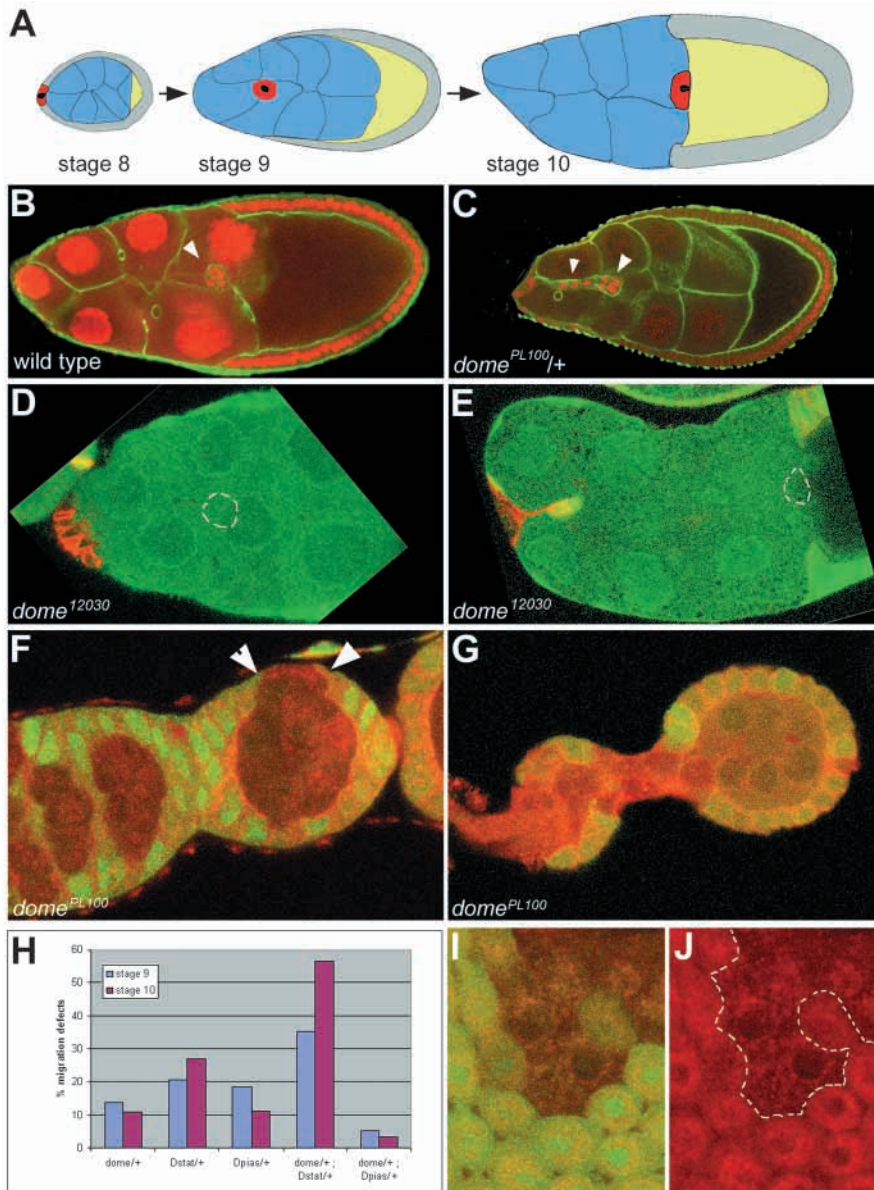 A
stage 8
stage 9
stage 10
B
wild type
C
dome^PL100/+
D
dome^12030
E
dome^12030
F
dome^PL100
G
dome^PL100
H
stage 9
stage 10
% migration defects
60
50
40
30
20
10
0
dome/+
Dstat/+
Dpias/+
dome/+ ;
Dstat/+
dome/+ ;
Dpias/+
I
J